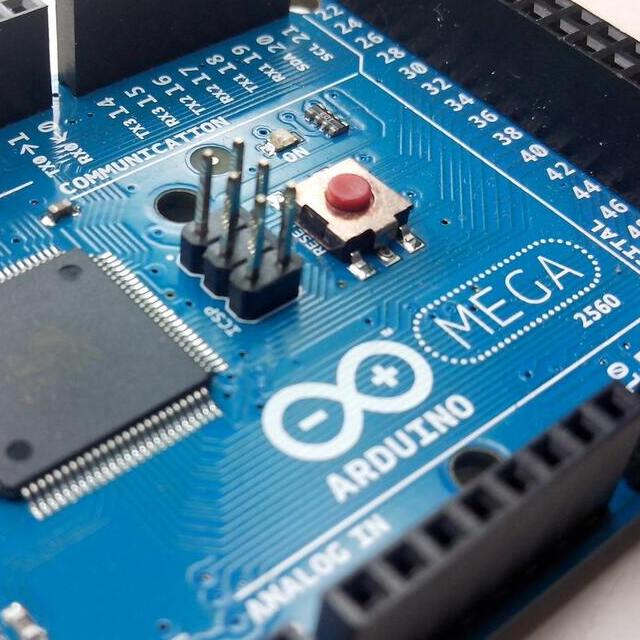 SCL 21
SDA 20
RX1 19
TX1 18
RX2 17
TX2 16
RX3 15
TX3 14
RX0 0
TX0 1
COMMUNICATION
ON
ICSP
24
26
28
30
32
34
36
38
40
42
44
46
MEGA
2560
ARDUINO
ANALOG IN